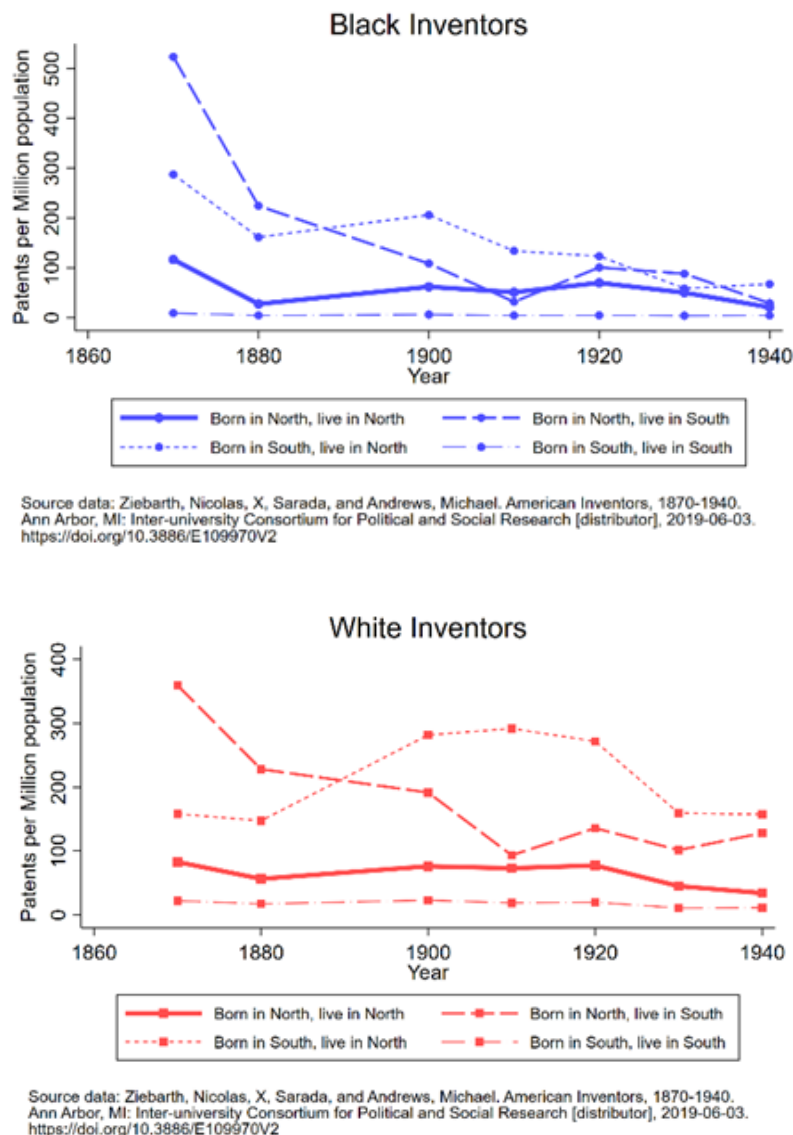 Black Inventors
Patents per Million population
500
400
300
200
100
0
1860
1880
1900
1920
1940
Year
Born in North, live in North
Born in North, live in South
Born in South, live in North
Born in South, live in South
Source data: Ziebarth, Nicolas, X, Sarada, and Andrews, Michael. American Inventors, 1870-1940.
Ann Arbor, MI: Inter-university Consortium for Political and Social Research [distributor], 2019-06-03.
https://doi.org/10.3886/E109970V2
White Inventors
Patents per Million population
400
300
200
100
0
1860
1880
1900
1920
1940
Year
Born in North, live in North
Born in North, live in South
Born in South, live in North
Born in South, live in South
Source data: Ziebarth, Nicolas, X, Sarada, and Andrews, Michael. American Inventors, 1870-1940.
Ann Arbor, MI: Inter-university Consortium for Political and Social Research [distributor], 2019-06-03.
https://doi.org/10.3886/E109970V2